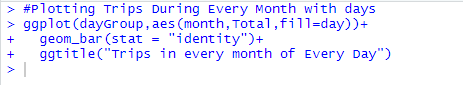 > #Plotting Trips During Every Month with days
> ggplot(dayGroup,aes(month,Total,fill=day))+
+   geom_bar(stat = "identity")+
+   ggtitle("Trips in every month of Every Day")
>